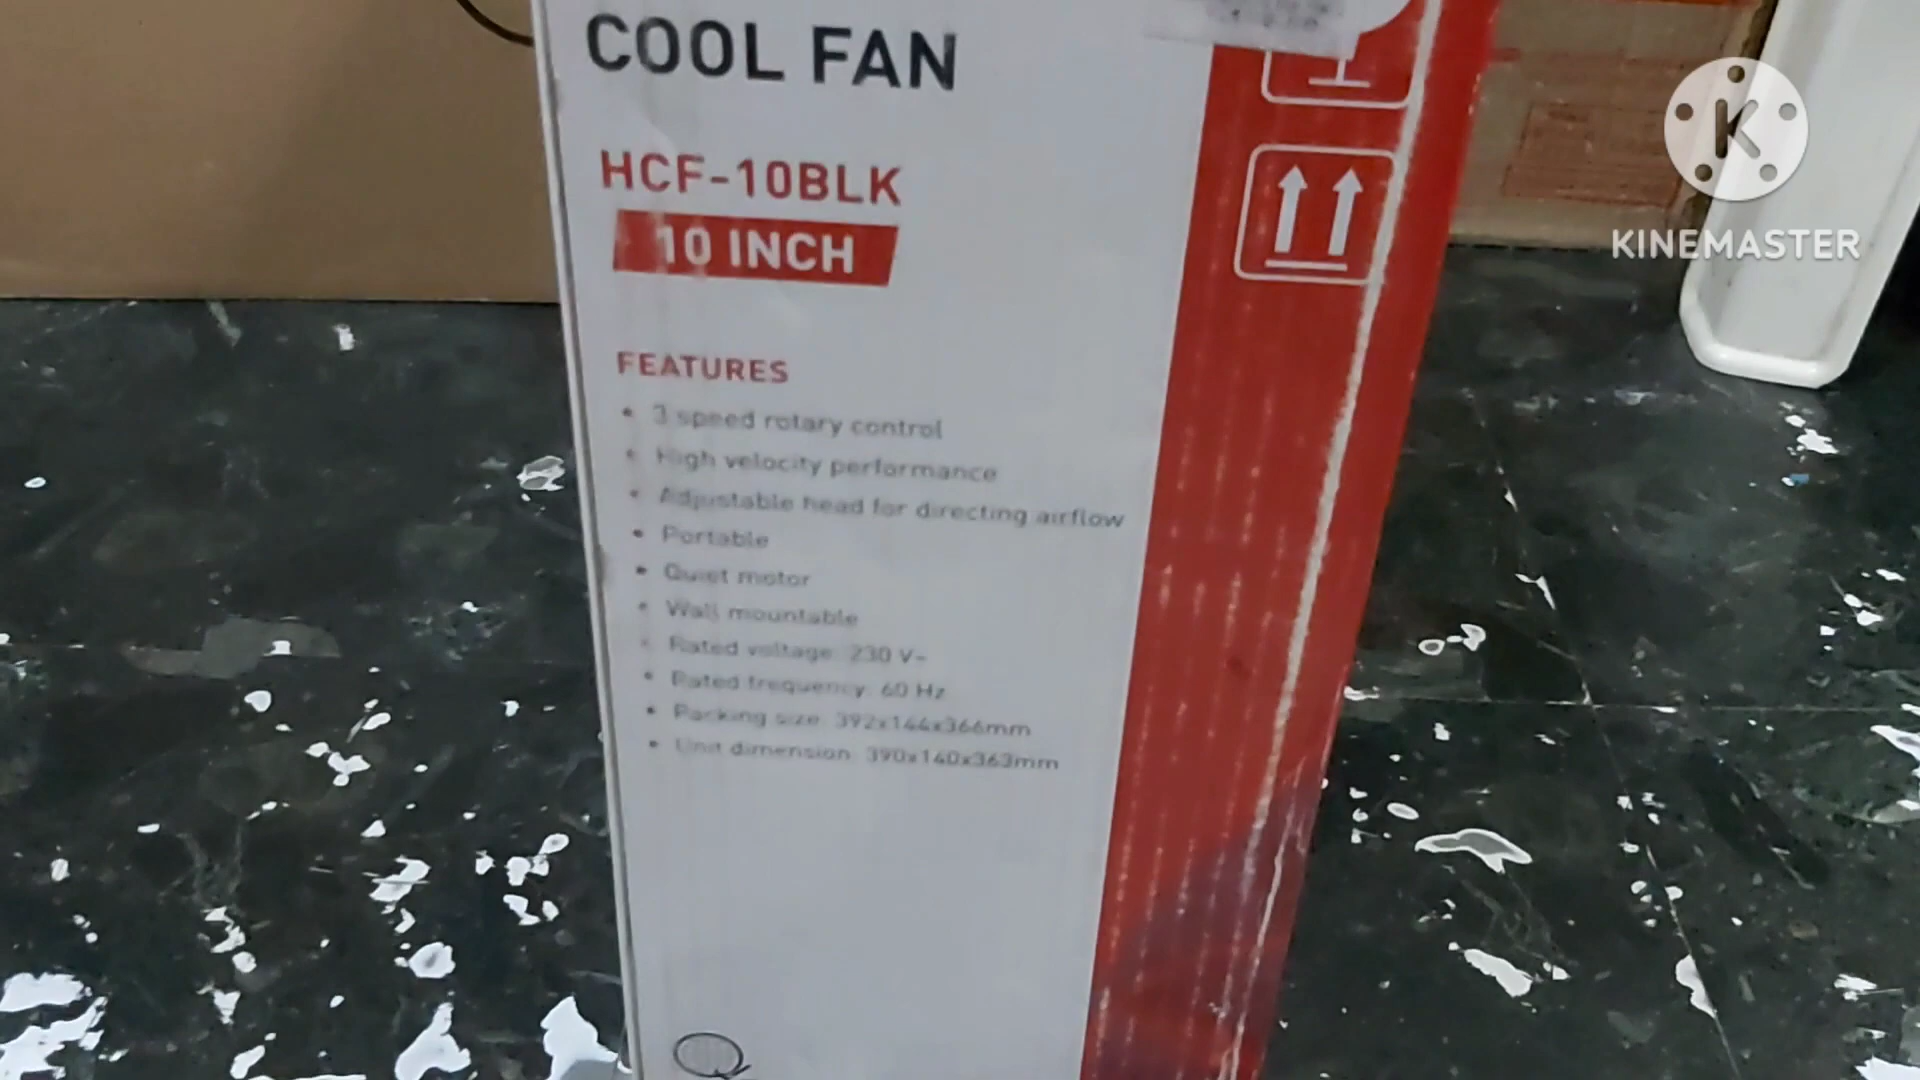 COOL FAN
HCF-10BLK
10 INCH
FEATURES
• 3 speed rotary control
• High velocity performance
• Adjustable head for directing airflow
• Portable
• Quiet motor
• Wall mountable
• Rated voltage: 230 V~
• Rated frequency: 60 Hz
• Packing size: 392x144x366mm
• Unit dimension: 390x140x363mm
K
KINEMASTER